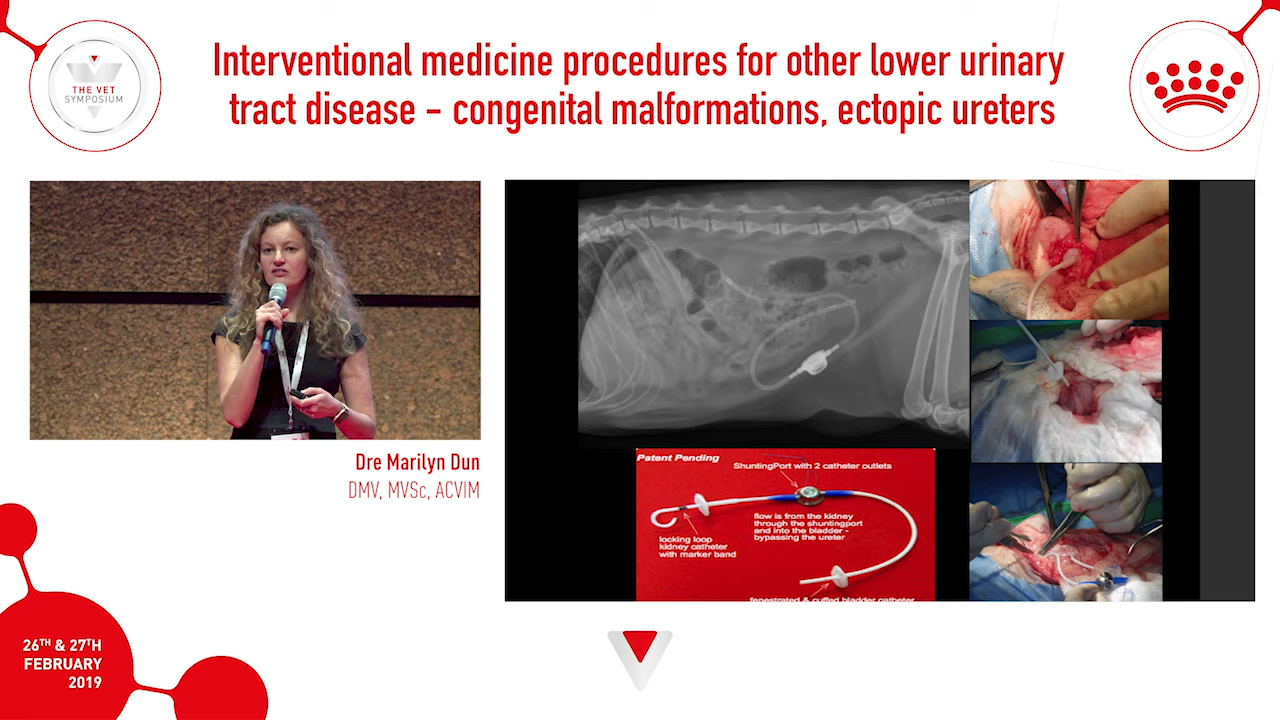 Interventional medicine procedures for other lower urinary
tract disease – congenital malformations, ectopic ureters
THE VET
SYMPOSIUM
Dre Marilyn Dun
DMV, MVSc, ACVIM
Patent Pending
ShuntingPort with 2 catheter outlets
flow is from the kidney
through the shuntingport
and into the bladder -
bypassing the ureter
locking loop
kidney catheter
with marker band
fenestrated & cuffed bladder catheter
26TH & 27TH
FEBRUARY
2019